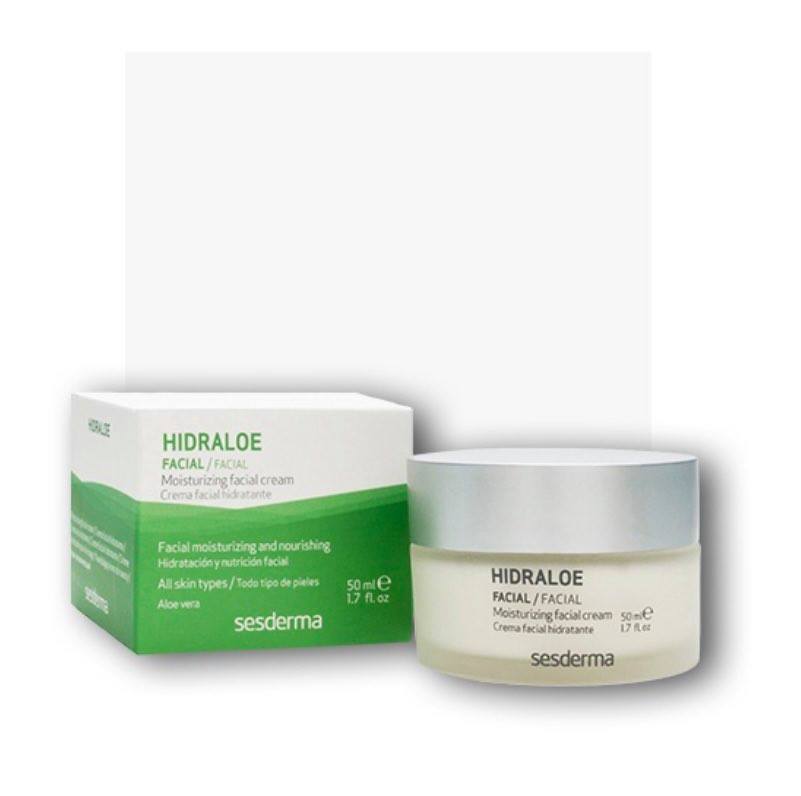 HIDRALOE
HIDRALOE
FACIAL / FACIAL
Moisturizing facial cream
Crema facial hidratante
Facial moisturizing and nourishing
Hidratación y nutrición facial
All skin types / Todo tipo de pieles
Aloe vera
50 ml e
1.7 fl. oz
sesderma
HIDRALOE
FACIAL / FACIAL
Moisturizing facial cream
Crema facial hidratante
50 ml e
1.7 fl. oz
sesderma